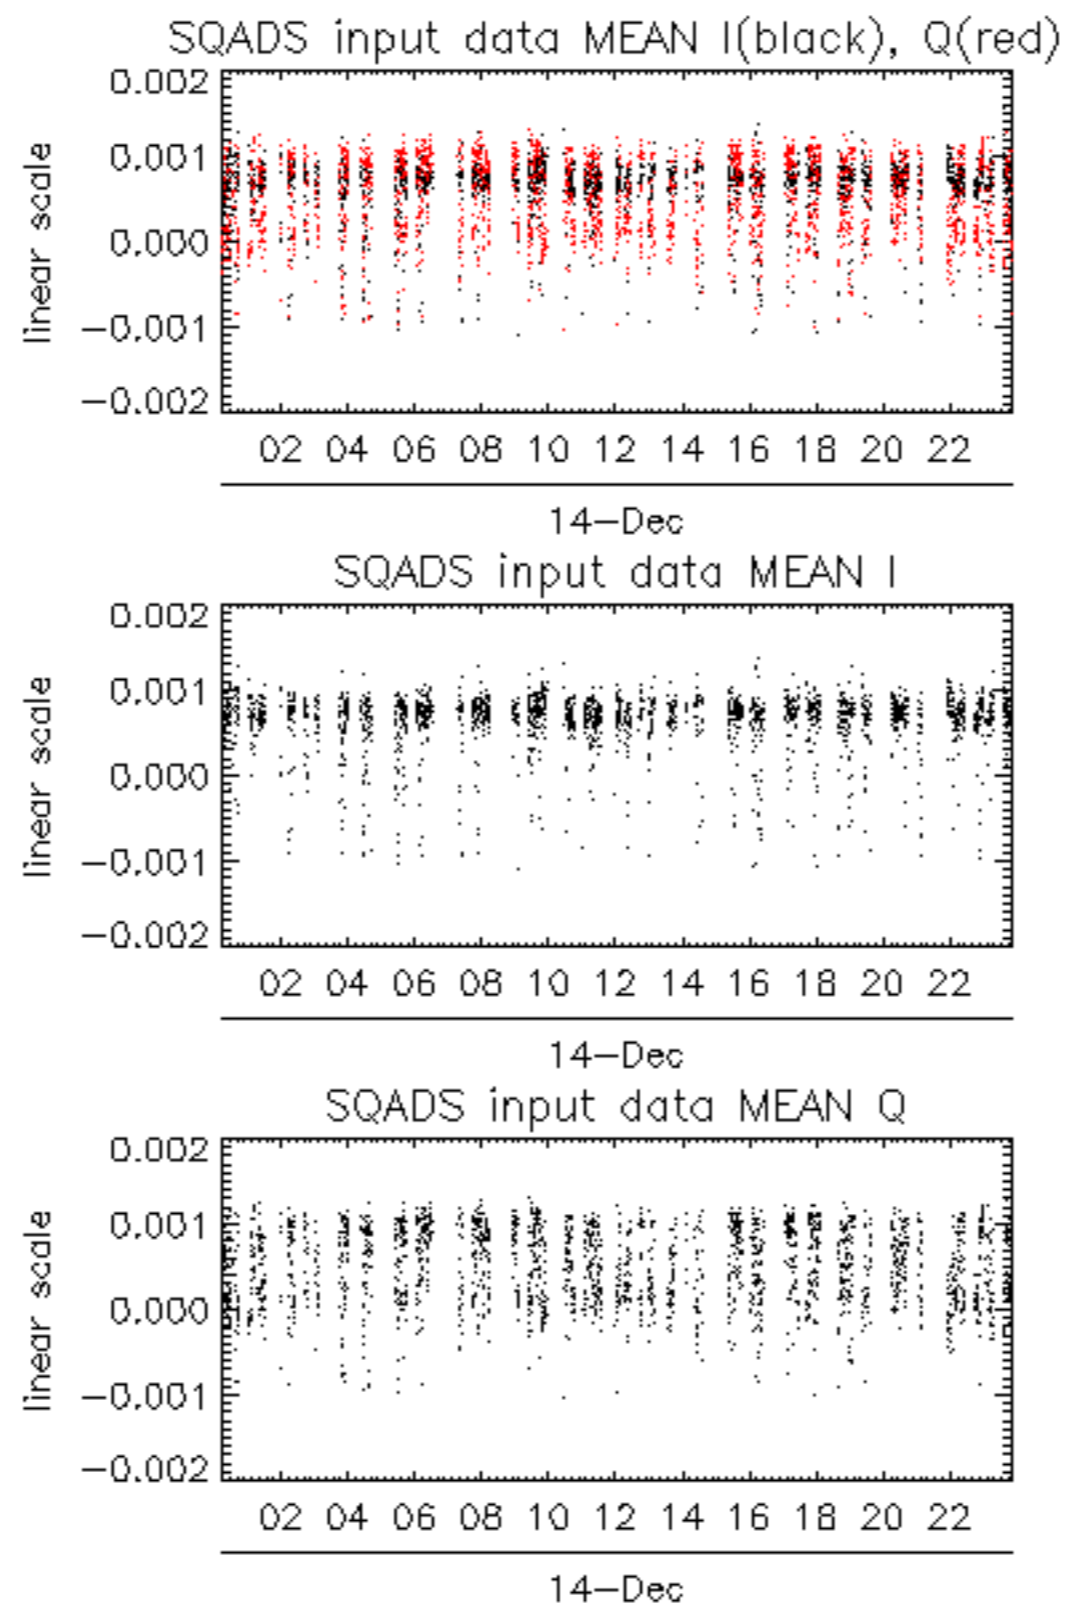 SQADS input data MEAN I(black), Q(red)
0.002
0.001
0.000
−0.001
−0.002
linear scale
02 04 06 08 10 12 14 16 18 20 22
14−Dec
SQADS input data MEAN I
0.002
0.001
0.000
−0.001
−0.002
linear scale
02 04 06 08 10 12 14 16 18 20 22
14−Dec
SQADS input data MEAN Q
0.002
0.001
0.000
−0.001
−0.002
linear scale
02 04 06 08 10 12 14 16 18 20 22
14−Dec